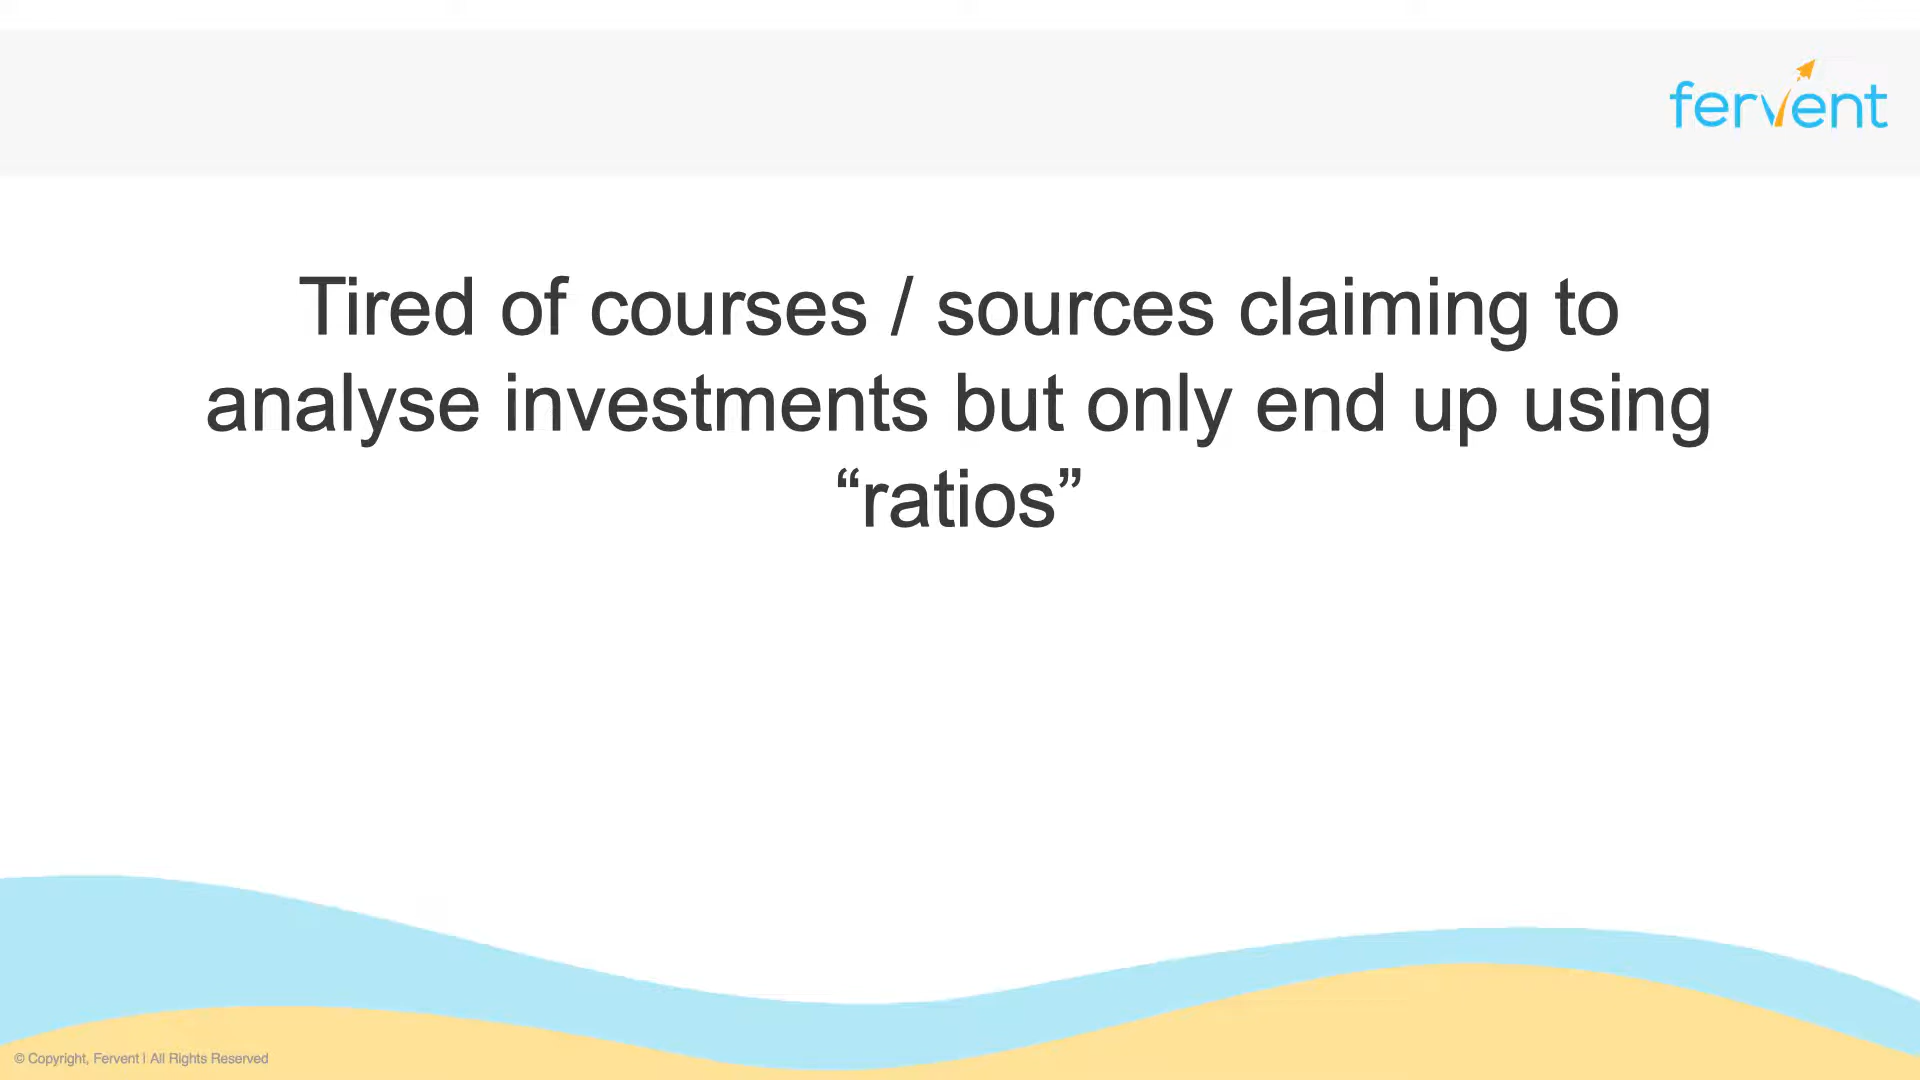 fervent
Tired of courses / sources claiming to
analyse investments but only end up using
“ratios”
© Copyright, Fervent | All Rights Reserved